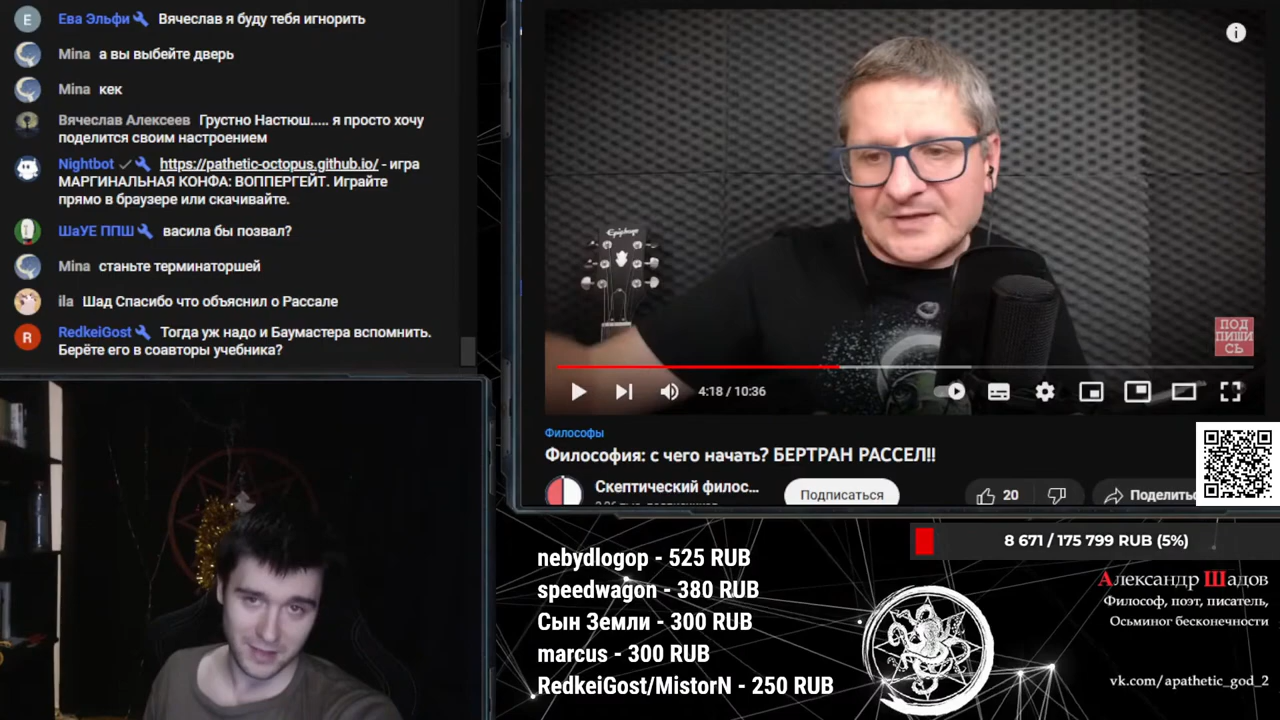 Ева Эльфи Вячеслав я буду тебя игнорить
Mina а вы выбейте дверь
Mina кек
Вячеслав Алексеев Грустно Настюш..... я просто хочу
поделится своим настроением
Nightbot https://pathetic-octopus.github.io/ - игра
МАРГИНАЛЬНАЯ КОНФА: ВОППЕРГЕЙТ. Играйте
прямо в браузере или скачивайте.
ШаУЕ ППШ васила бы позвал?
Mina станьте терминаторшей
ila Шад Спасибо что объяснил о Рассале
RedkeiGost Тогда уж надо и Баумастера вспомнить.
Берёте его в соавторы учебника?
Epiphone
ПОД
ПИШИ
СЬ
4:18 / 10:36
Философы
Философия: с чего начать? БЕРТРАН РАССЕЛ!!
Скептический филос...
Подписаться
20
Поделитьс
nebydlogop - 525 RUB
speedwagon - 380 RUB
Сын Земли - 300 RUB
marcus - 300 RUB
RedkeiGost/MistorN - 250 RUB
8 671 / 175 799 RUB (5%)
Александр Шадов
Философ, поэт, писатель,
Осьминог бесконечности
vk.com/apathetic_god_2